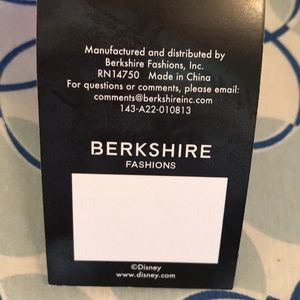 Manufactured and distributed by
Berkshire Fashions, Inc.
RN14750 Made in China
For questions or comments, please email:
comments@berkshireinc.com
143-A22-010813
BERKSHIRE
FASHIONS
©Disney
www.disney.com